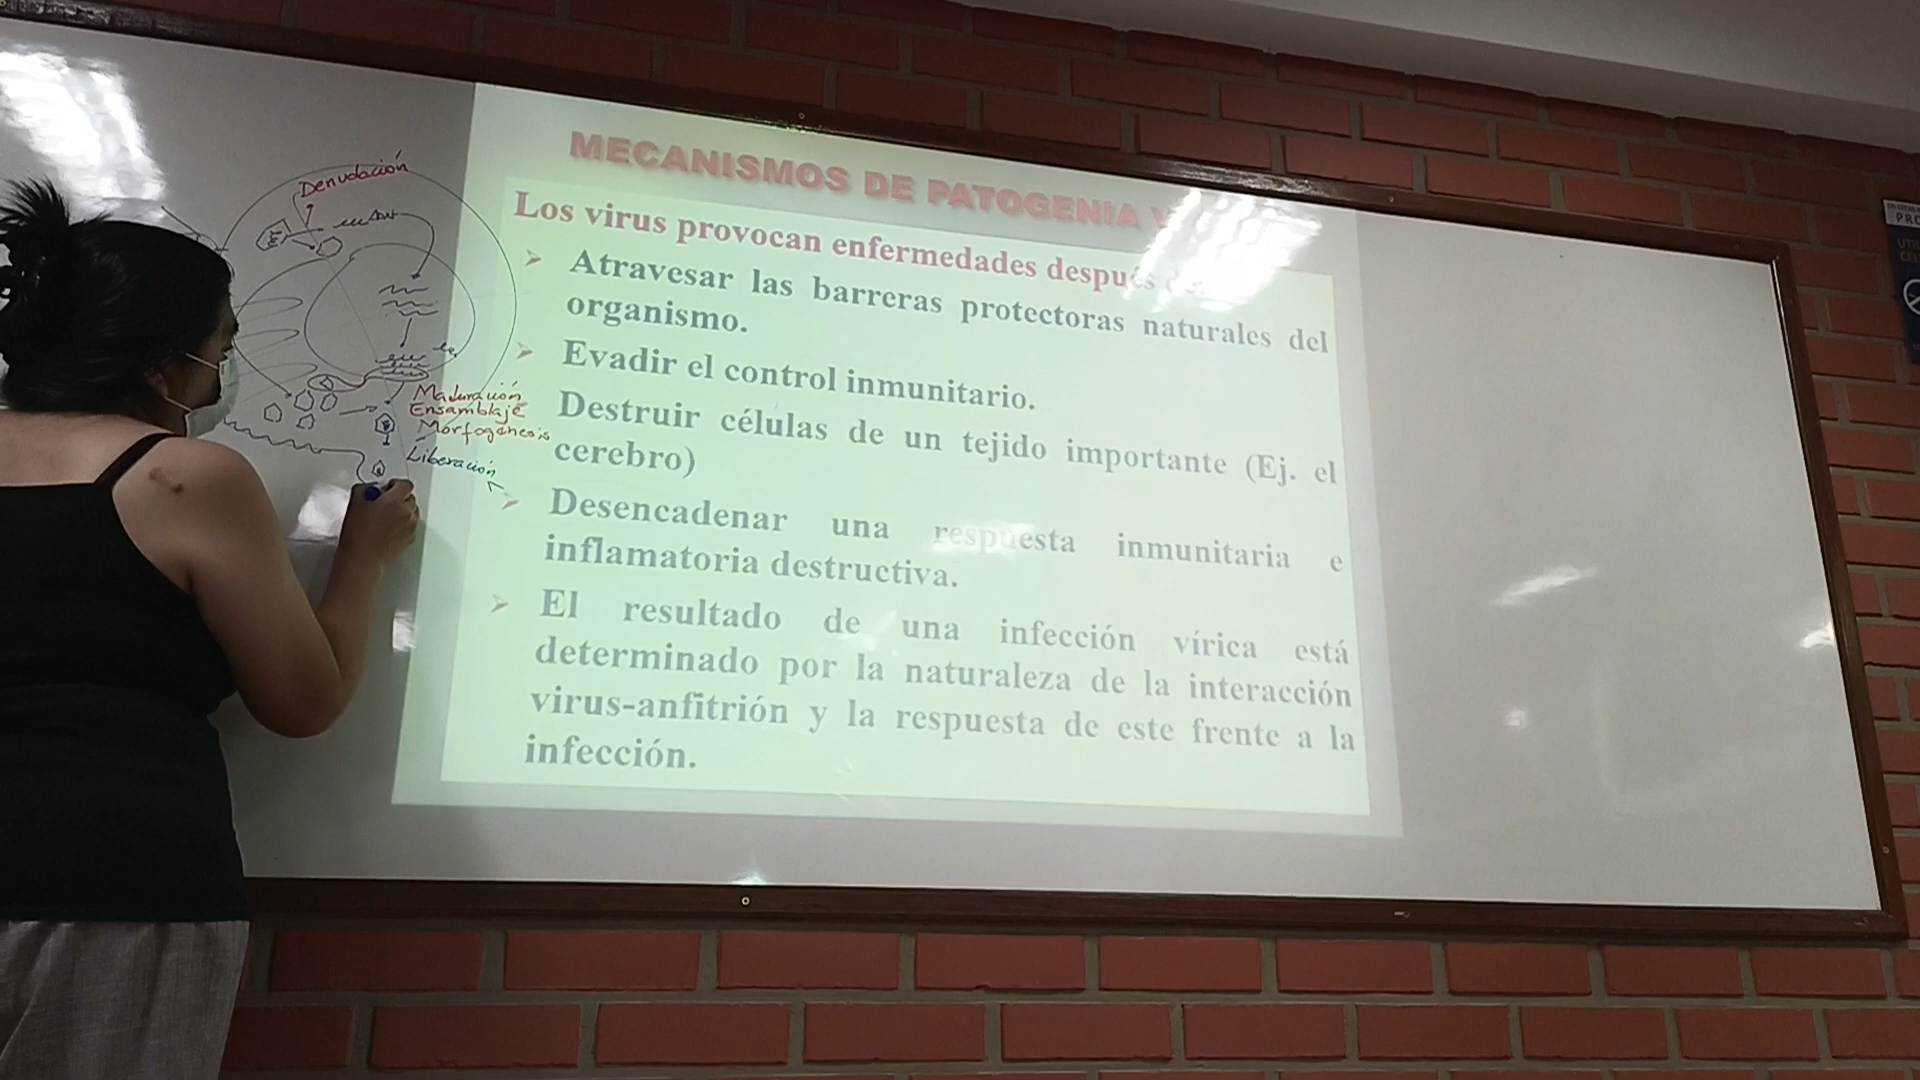 Denudación
MECANISMOS DE PATOGENIA
Los virus provocan enfermedades después
➤ Atravesar las barreras protectoras naturales del
organismo.
➤ Evadir el control inmunitario.
Destruir células de un tejido importante (Ej. el
cerebro)
➤ Desencadenar una respuesta inmunitaria e
inflamatoria destructiva.
➤ El resultado de una infección vírica está
determinado por la naturaleza de la interacción
virus-anfitrión y la respuesta de este frente a la
infección.
Maduración
Ensamblaje
Morfogénesis
Liberación
PRO
UTI